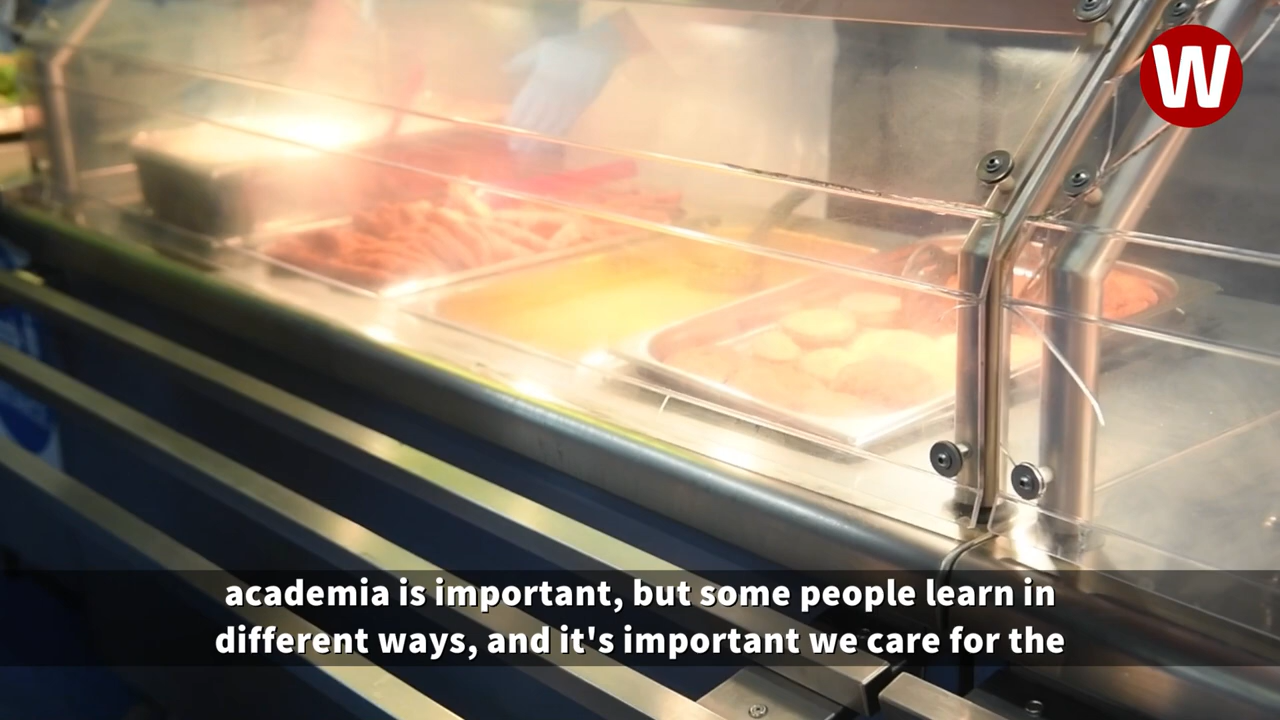 W
academia is important, but some people learn in
different ways, and it's important we care for the